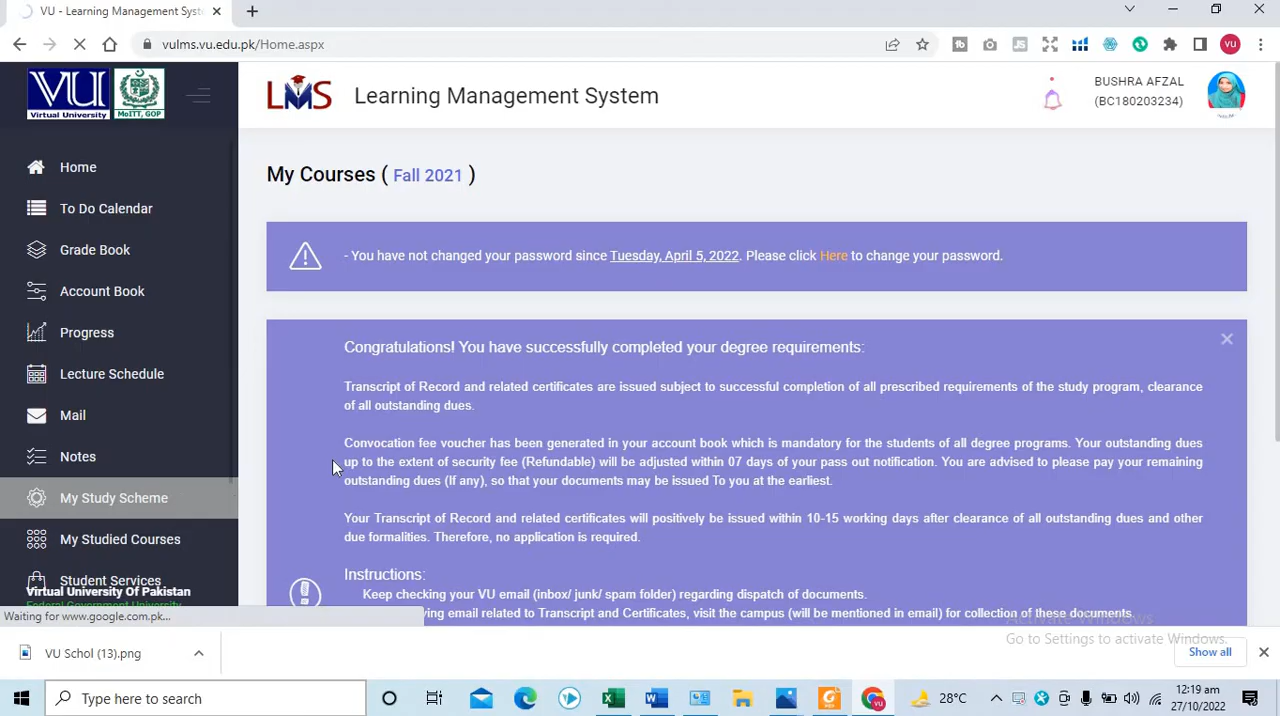 VU - Learning Management Syst
vulms.vu.edu.pk/Home.aspx
VU
Virtual University
MoITT, GOP
LMS
Learning Management System
BUSHRA AFZAL
(BC180203234)
Home
To Do Calendar
Grade Book
Account Book
Progress
Lecture Schedule
Mail
Notes
My Study Scheme
My Studied Courses
Student Services
Virtual University Of Pakistan
Federal Government University
My Courses ( Fall 2021 )
- You have not changed your password since Tuesday, April 5, 2022. Please click Here to change your password.
Congratulations! You have successfully completed your degree requirements:
Transcript of Record and related certificates are issued subject to successful completion of all prescribed requirements of the study program, clearance
of all outstanding dues.
Convocation fee voucher has been generated in your account book which is mandatory for the students of all degree programs. Your outstanding dues
up to the extent of security fee (Refundable) will be adjusted within 07 days of your pass out notification. You are advised to please pay your remaining
outstanding dues (If any), so that your documents may be issued To you at the earliest.
Your Transcript of Record and related certificates will positively be issued within 10-15 working days after clearance of all outstanding dues and other
due formalities. Therefore, no application is required.
Instructions:
Keep checking your VU email (inbox/ junk/ spam folder) regarding dispatch of documents.
ying email related to Transcript and Certificates, visit the campus (will be mentioned in email) for collection of these documents.
Waiting for www.google.com.pk...
Activate Windows
Go to Settings to activate Windows.
VU Schol (13).png
Show all
Type here to search
28°C
12:19 am
27/10/2022